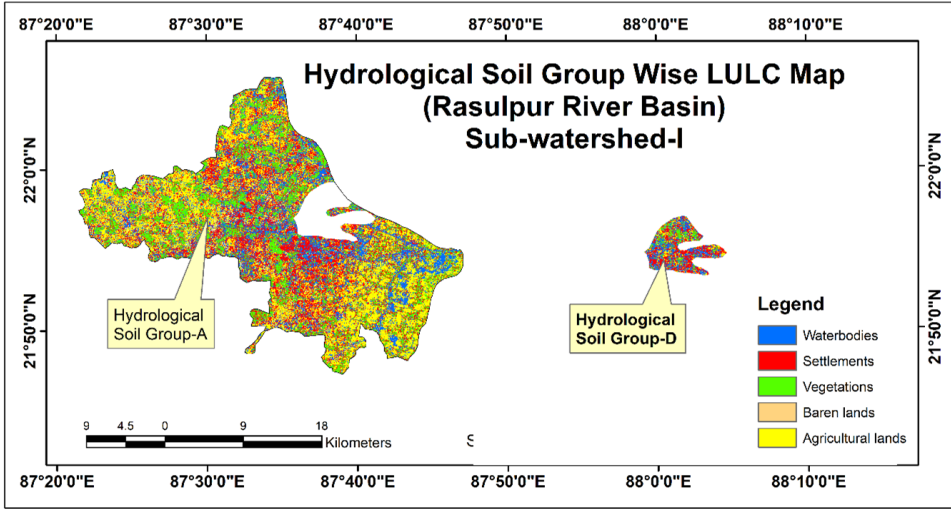 87°20'0"E 87°30'0"E 87°40'0"E 87°50'0"E 88°0'0"E 88°10'0"E
Hydrological Soil Group Wise LULC Map
(Rasulpur River Basin)
Sub-watershed-I
22°0'0"N
22°0'0"N
Hydrological
Soil Group-A
Hydrological
Soil Group-D
21°50'0"N
21°50'0"N
Legend
Waterbodies
Settlements
Vegetations
Baren lands
Agricultural lands
9 4.5 0 9 18
Kilometers
S
87°20'0"E 87°30'0"E 87°40'0"E 87°50'0"E 88°0'0"E 88°10'0"E